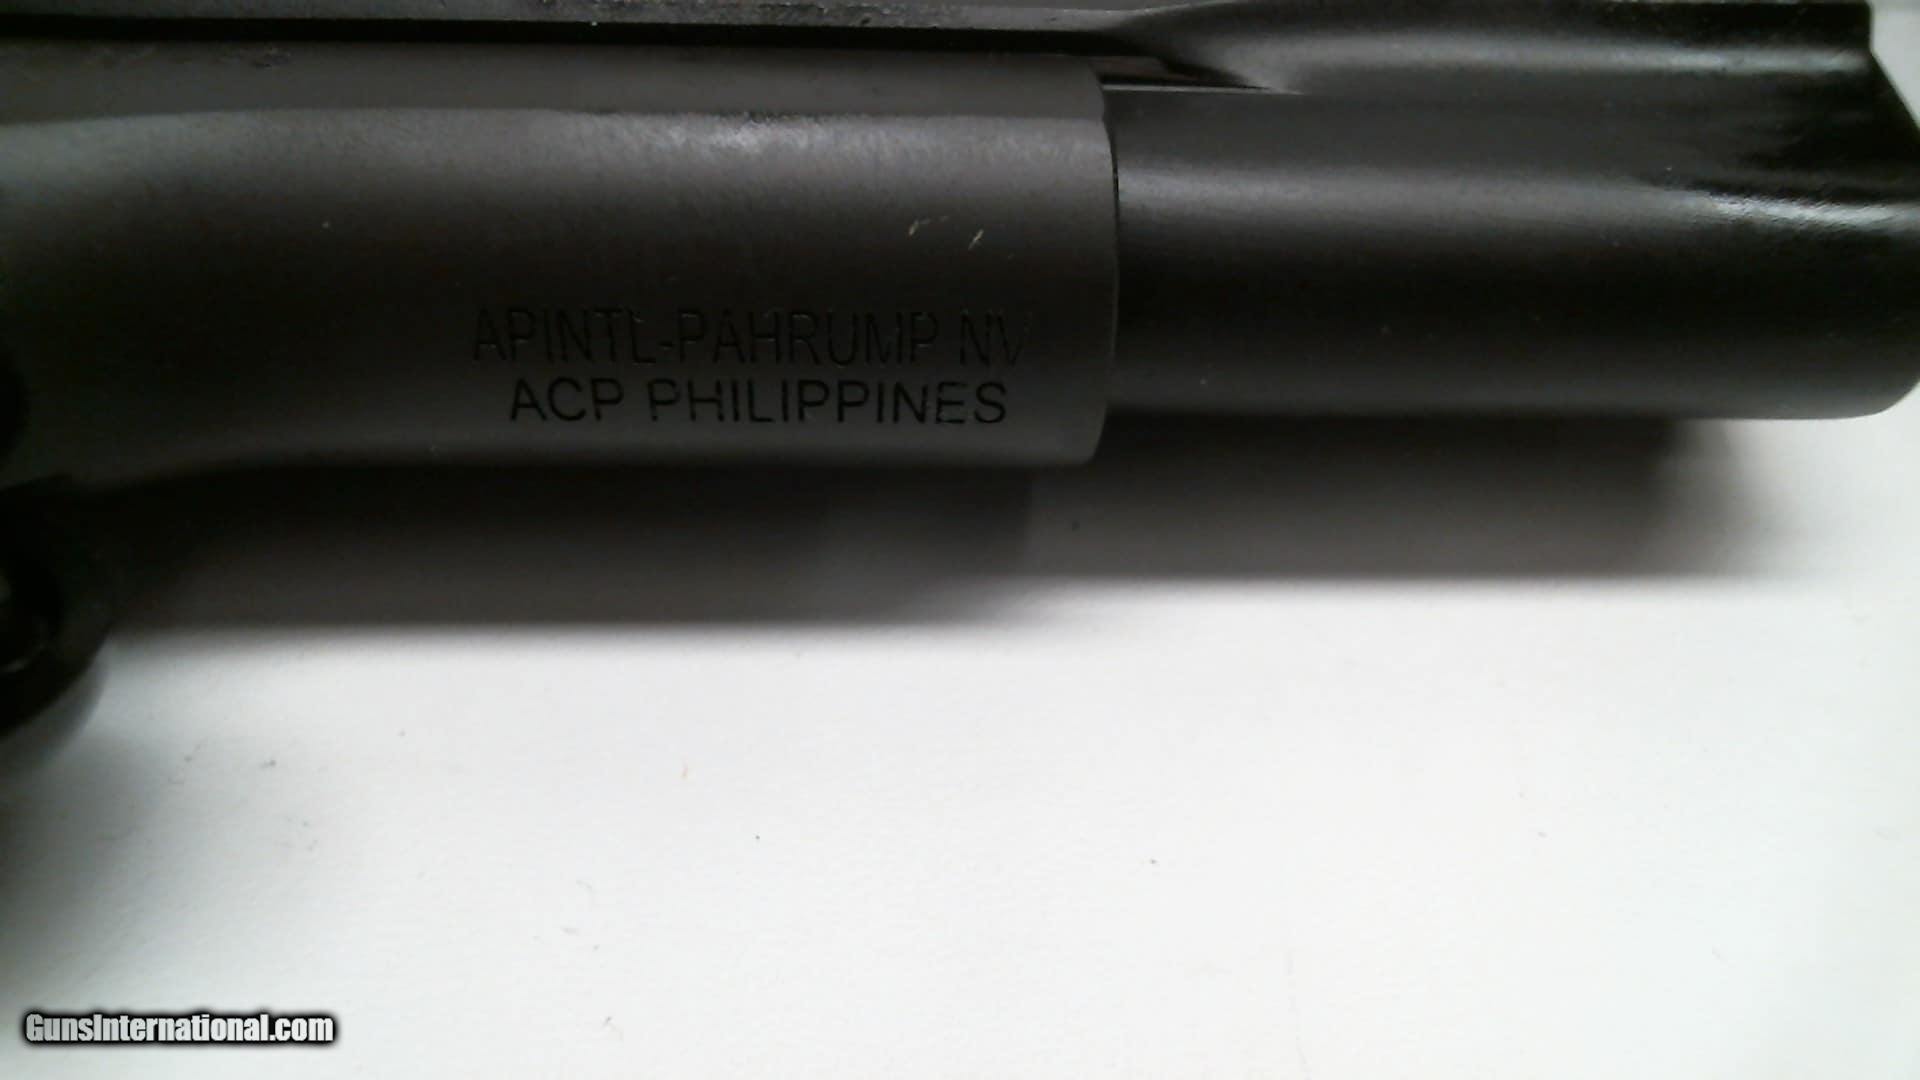 APINTL-PAHRUMP NV
ACP PHILIPPINES
GunsInternational.com